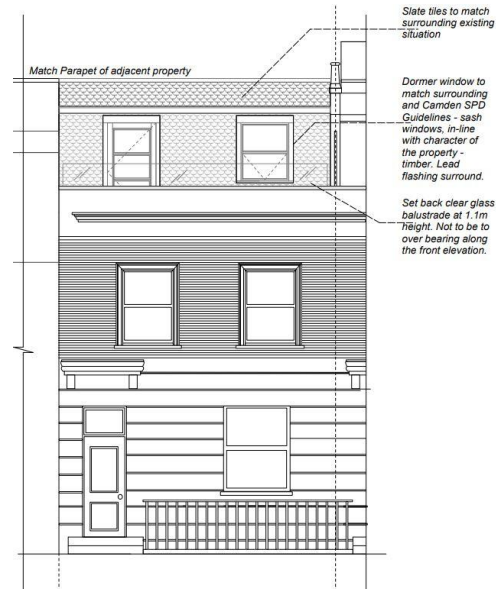 Slate tiles to match
surrounding existing
situation
Match Parapet of adjacent property
Dormer window to
match surrounding
and Camden SPD
Guidelines - sash
windows, in-line
with character of
the property -
timber. Lead
flashing surround.
Set back clear glass
balustrade at 1.1m
height. Not to be to
over bearing along
the front elevation.